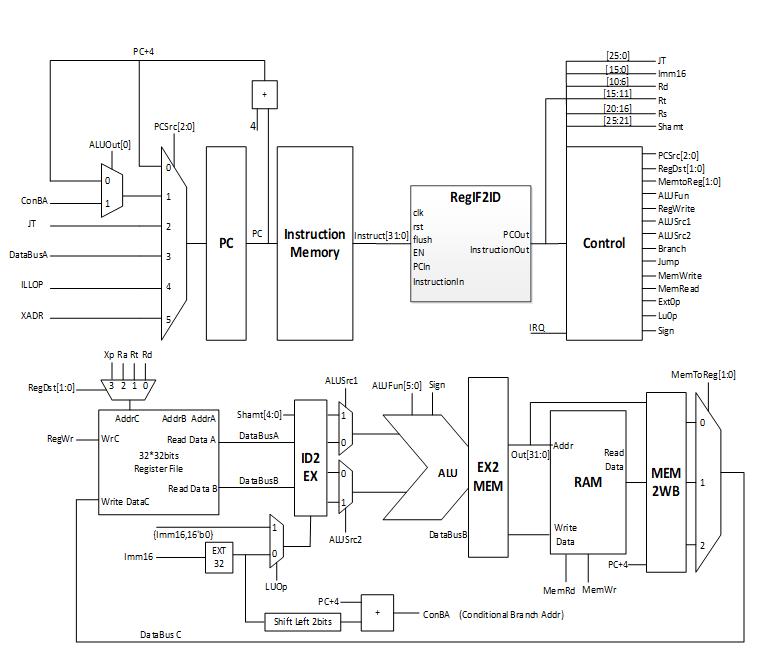 PC+4
+
4
PCSrc[2:0]
ALUOut[0]
0
1
ConBA
JT
DataBusA
ILLOP
XADR
0
1
2
3
4
5
PC
PC
Instruction
Memory
Instruct[31:0]
RegIF2ID
clk
rst
flush
EN
PCIn
InstructionIn
PCOut
InstructionOut
[25:0] JT
[15:0] Imm16
[10:6] Rd
[15:11] Rt
[20:16] Rs
[25:21] Shamt
Control
IRQ
PCSrc[2:0]
RegDst[1:0]
MemtoReg[1:0]
ALUFun
RegWrite
ALUSrc1
ALUSrc2
Branch
Jump
MemWrite
MemRead
ExtOp
LuOp
Sign
Xp Ra Rt Rd
RegDst[1:0]
3 2 1 0
AddrC AddrB AddrA
RegWr
WrC
Read Data A
32*32bits
Register File
Read Data B
Write DataC
DataBusA
DataBusB
Shamt[4:0]
ID2
EX
ALUSrc1
1
0
0
1
ALUSrc2
ALUFun[5:0] Sign
ALU
EX2
MEM
DataBusB
Out[31:0]
Addr
Read
Data
RAM
Write
Data
MemRd MemWr
PC+4
MEM
2WB
MemToReg[1:0]
0
1
2
{Imm16,16'b0}
Imm16
EXT
32
1
0
LUOp
PC+4
Shift Left 2bits
+
ConBA (Conditional Branch Addr)
DataBus C